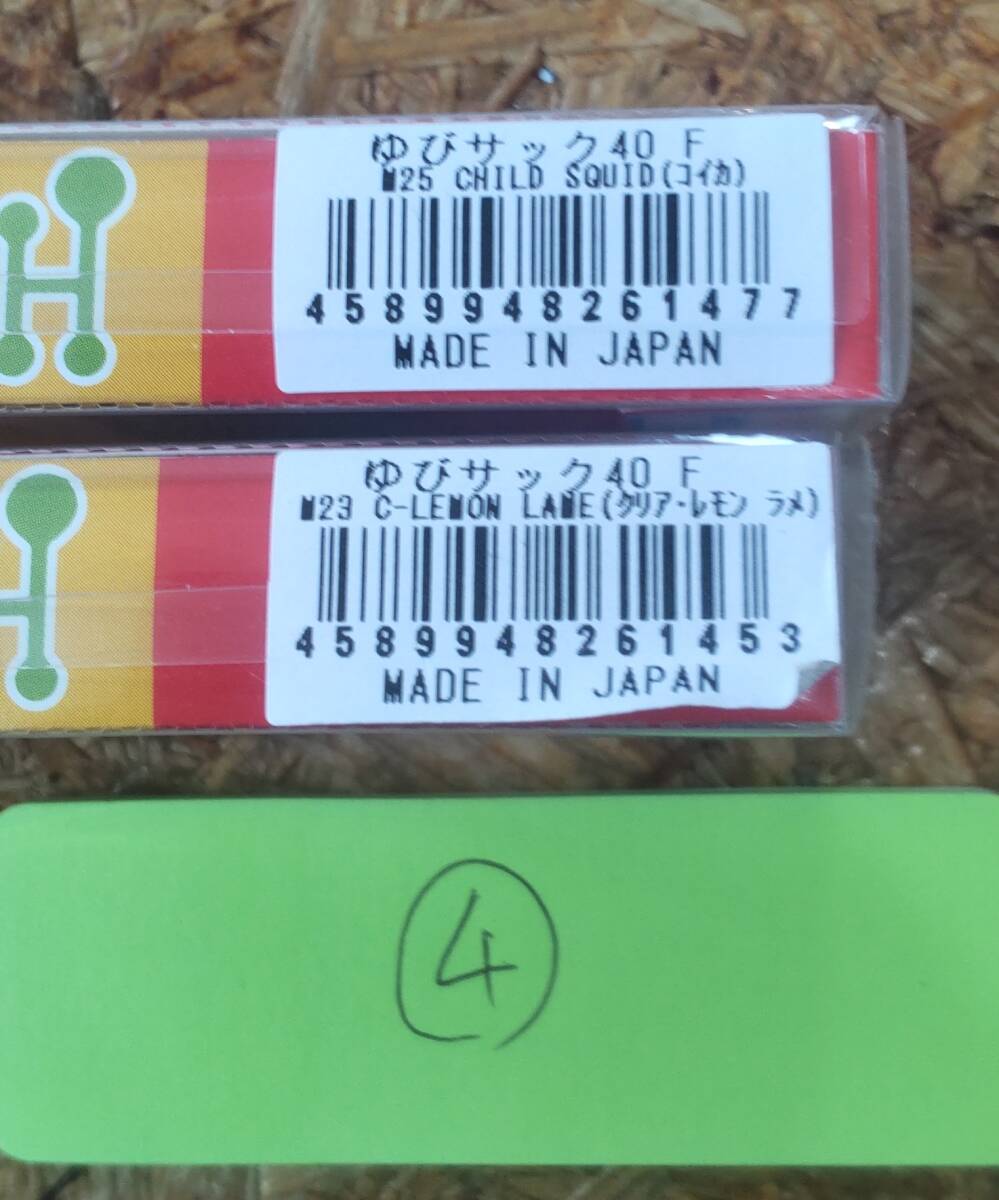 ゆびサック40 F
M25 CHILD SQUID(コイカ)
4589948261477
MADE IN JAPAN
ゆびサック40 F
M23 C-LEMON LAME(クリア・レモン ラメ)
4589948261453
MADE IN JAPAN
④